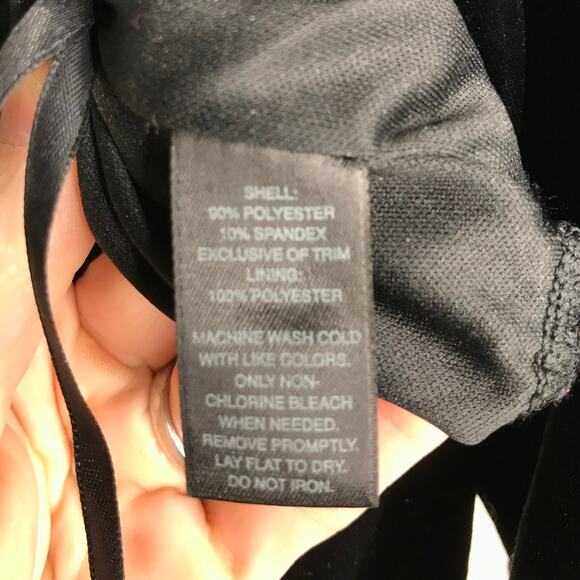 SHELL:
90% POLYESTER
10% SPANDEX
EXCLUSIVE OF TRIM
LINING:
100% POLYESTER
MACHINE WASH COLD
WITH LIKE COLORS.
ONLY NON-
CHLORINE BLEACH
WHEN NEEDED.
REMOVE PROMPTLY.
LAY FLAT TO DRY.
DO NOT IRON.